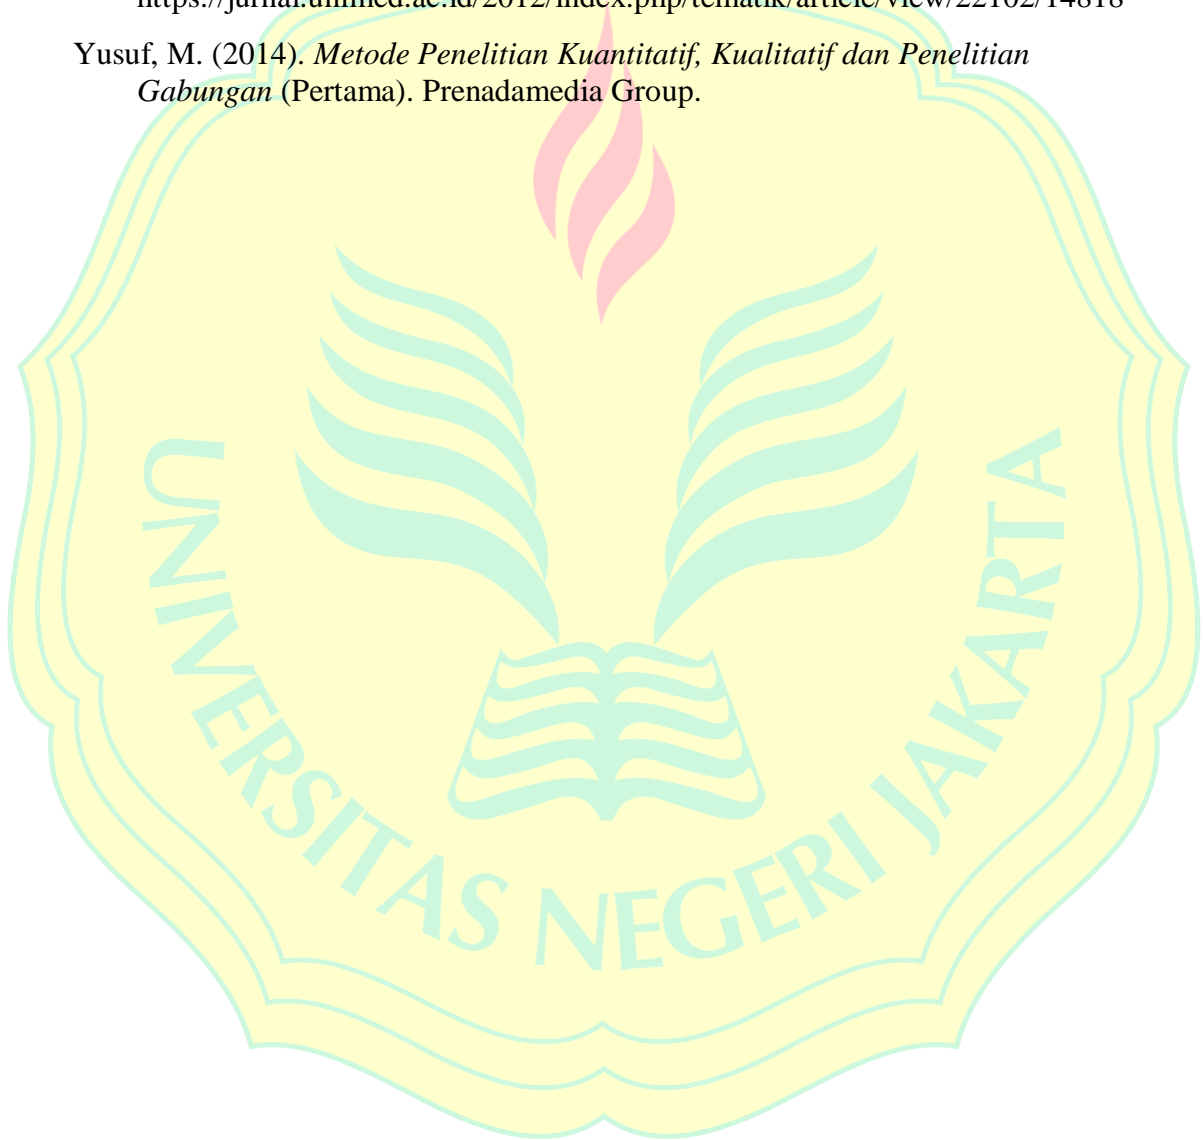 https://jurnal.unimed.ac.id/2012/index.php/tematik/article/view/22102/14818
Yusuf, M. (2014). Metode Penelitian Kuantitatif, Kualitatif dan Penelitian
Gabungan (Pertama). Prenadamedia Group.
UNIVERSITAS NEGERI JAKARTA